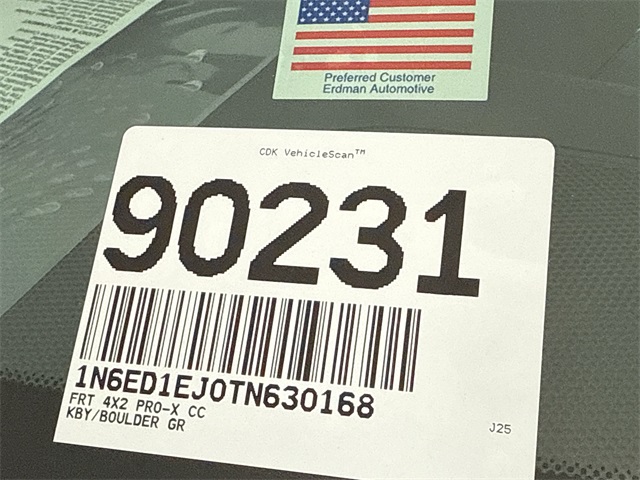 Preferred Customer
Erdman Automotive
CDK VehicleScan™
90231
1N6ED1EJ0TN630168
FRT 4X2 PRO-X CC
KBY/BOULDER GR
J25